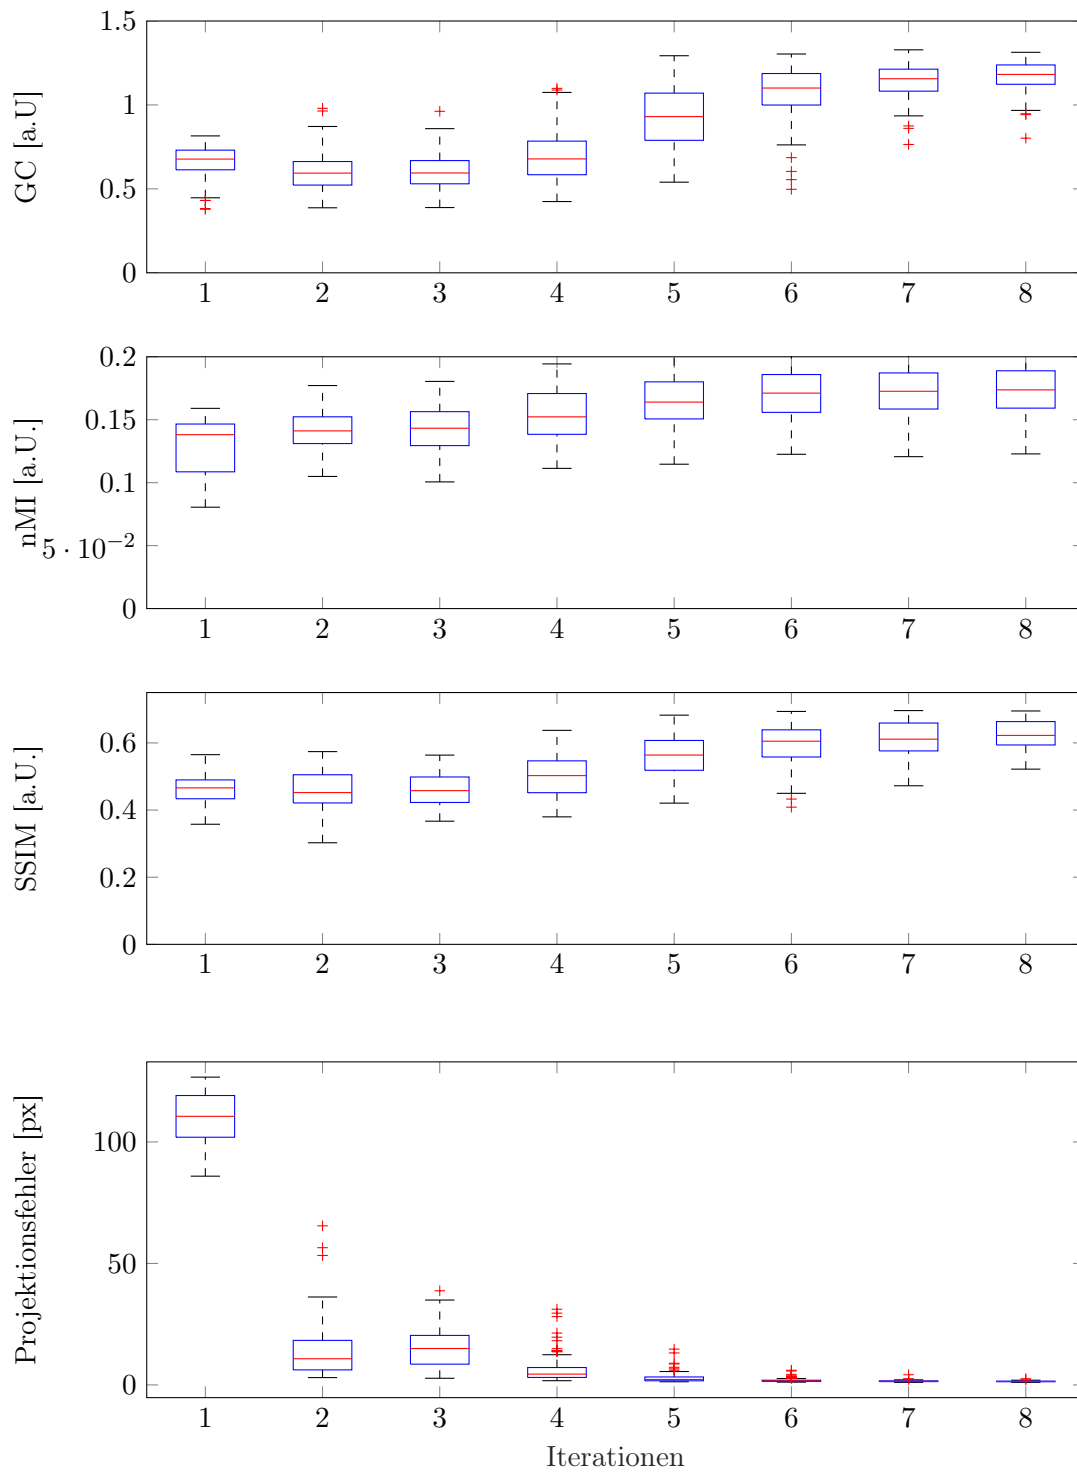 GC [a.U]
1.5
1
0.5
0
1 2 3 4 5 6 7 8
nMI [a.U.]
0.2
0.15
0.1
5 · 10⁻²
0
1 2 3 4 5 6 7 8
SSIM [a.U.]
0.6
0.4
0.2
0
1 2 3 4 5 6 7 8
Projektionsfehler [px]
100
50
0
1 2 3 4 5 6 7 8
Iterationen